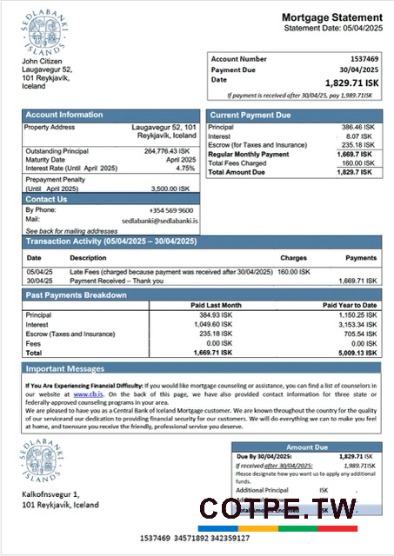 SEDLABANKI ÍSLANDS
Mortgage Statement
Statement Date: 05/04/2025
John Citizen
Laugavegur 52,
101 Reykjavik,
Iceland
Account Number 1537469
Payment Due 30/04/2025
Date 1,829.71 ISK
If payment is received after 30/04/25, pay 1,989.71ISK
Account Information
Property Address Laugavegur 52, 101
Reykjavik, Iceland
Outstanding Principal 264,776.43 ISK
Maturity Date April 2025
Interest Rate (Until April 2025) 4.75%
Prepayment Penalty
(Until April 2025) 3,500.00 ISK
Current Payment Due
Principal 386.46 ISK
Interest 8.07 ISK
Escrow (for Taxes and Insurance) 235.18 ISK
Regular Monthly Payment 1,669.7 ISK
Total Fees Charged 160.00 ISK
Total Amount Due 1,829.7 ISK
Contact Us
By Phone: +354 569 9600
Mail: sedlabanki@sedlabanki.is
See back for mailing addresses
Transaction Activity (05/04/2025 – 30/04/2025)
Date Description Charges Payments
05/04/25 Late Fees (charged because payment was received after 30/04/2025) 160.00 ISK
30/04/25 Payment Received – Thank you 1,669.71 ISK
Past Payments Breakdown
Paid Last Month Paid Year to Date
Principal 384.93 ISK 1,150.25 ISK
Interest 1,049.60 ISK 3,153.34 ISK
Escrow (Taxes and Insurance) 235.18 ISK 705.54 ISK
Fees 0.00 ISK 0.00 ISK
Total 1,669.71 ISK 5,009.13 ISK
Important Messages
If You Are Experiencing Financial Difficulty: If you would like mortgage counseling or assistance, you can find a list of counselors in
our website at www.cb.is. On the back of this page, we have also provided contact information for three state or
federally-approved counseling programs in your area.
We are pleased to have you as a Central Bank of Iceland Mortgage customer. We are known throughout the country for the quality
of our serviceand our dedication to providing financial security for our customers. We will do everything we can to make you feel
at home, and toensure you receive the friendly, professional service you deserve.
SEDLABANKI ÍSLANDS
Kalkofnsvegur 1,
101 Reykjavik, Iceland
Amount Due
Due By 30/04/2025: 1,829.71 ISK
If received after 30/04/2025: 1,989.71ISK
Please designate how you want us to apply any additional
funds.
Additional Principal ISK
Additional
COTPE.TW
1537469 34571892 342359127